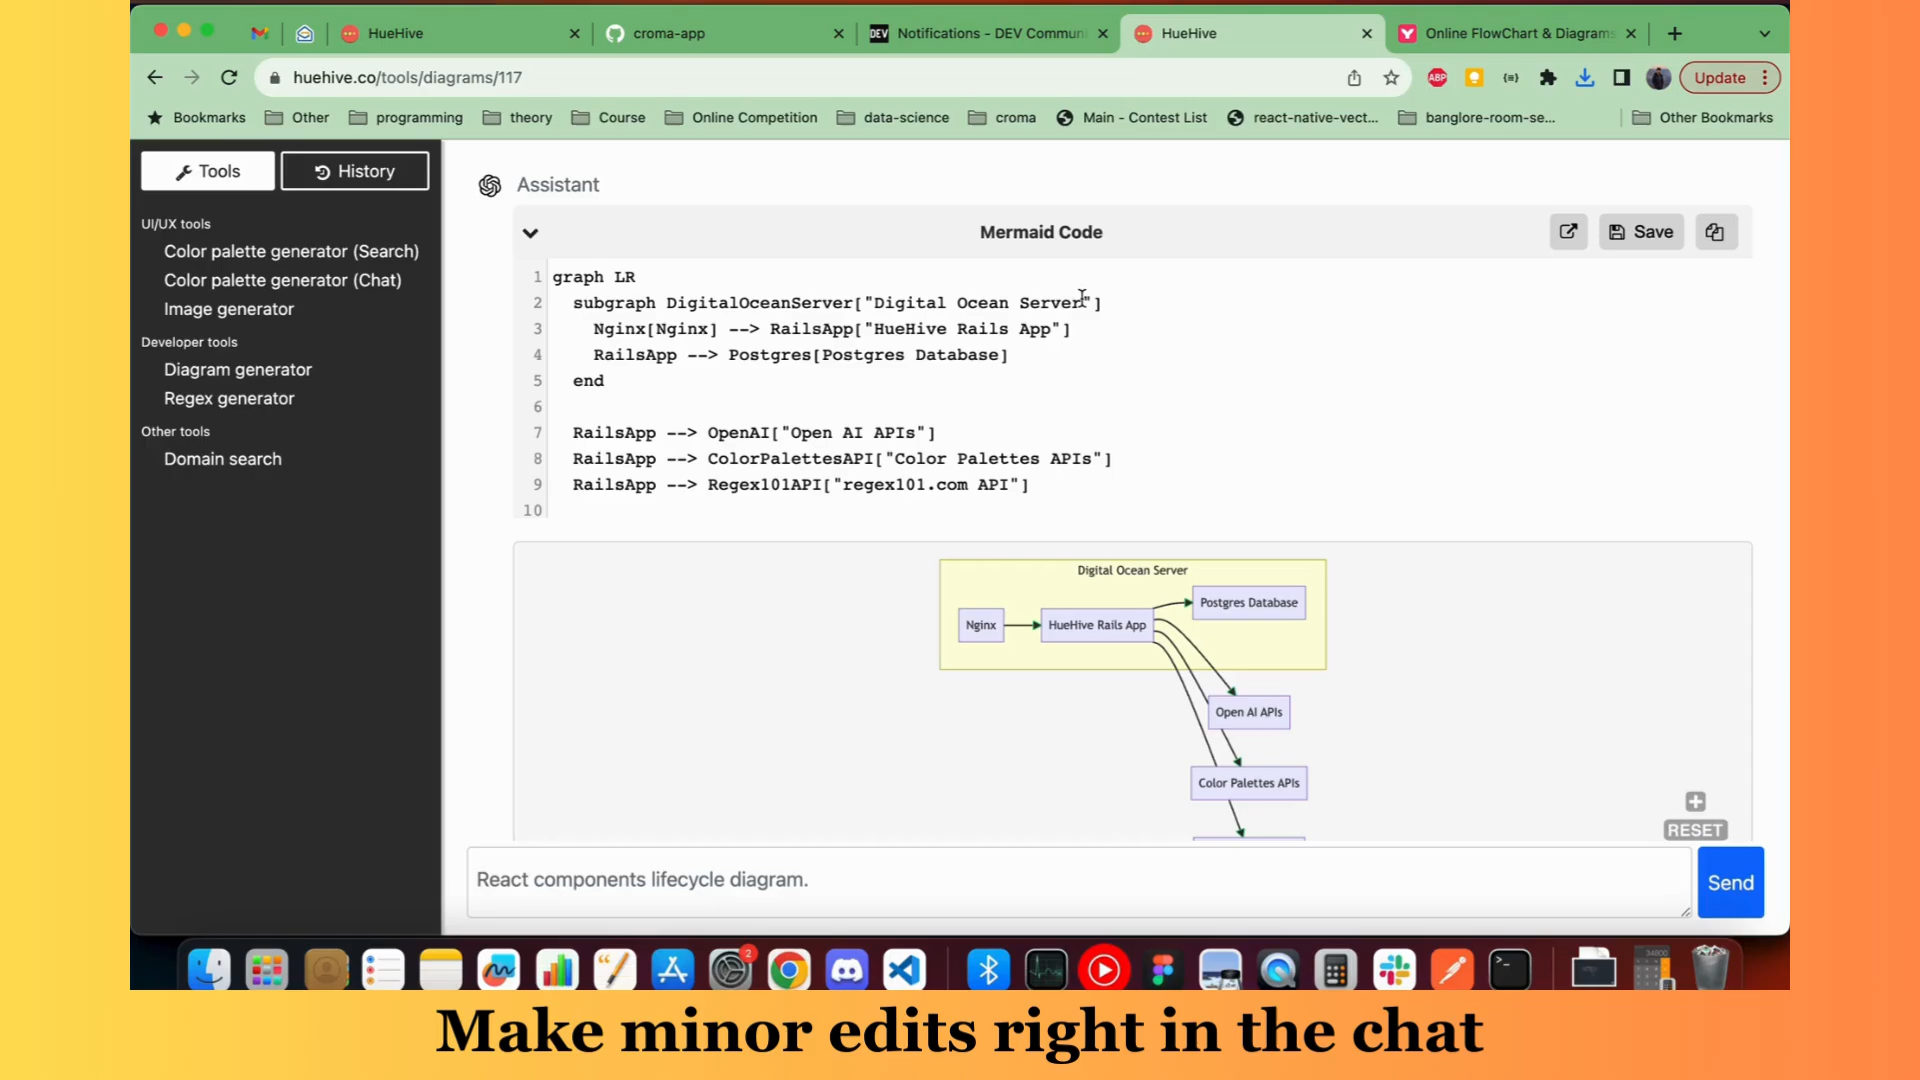 HueHive
croma-app
DEV
Notifications - DEV Commun
HueHive
Online FlowChart & Diagrams
huehive.co/tools/diagrams/117
ABP
Update
Bookmarks
Other
programming
theory
Course
Online Competition
data-science
croma
Main - Contest List
react-native-vect...
banglore-room-se...
Other Bookmarks
Tools
History
UI/UX tools
Color palette generator (Search)
Color palette generator (Chat)
Image generator
Developer tools
Diagram generator
Regex generator
Other tools
Domain search
Assistant
Mermaid Code
Save
1 graph LR
2 subgraph DigitalOceanServer["Digital Ocean Server"]
3 Nginx[Nginx] --> RailsApp["HueHive Rails App"]
4 RailsApp --> Postgres[Postgres Database]
5 end
6
7 RailsApp --> OpenAI["Open AI APIs"]
8 RailsApp --> ColorPalettesAPI["Color Palettes APIs"]
9 RailsApp --> Regex101API["regex101.com API"]
10
Digital Ocean Server
Postgres Database
Nginx
HueHive Rails App
Open AI APIs
Color Palettes APIs
RESET
React components lifecycle diagram.
Send
2
Make minor edits right in the chat